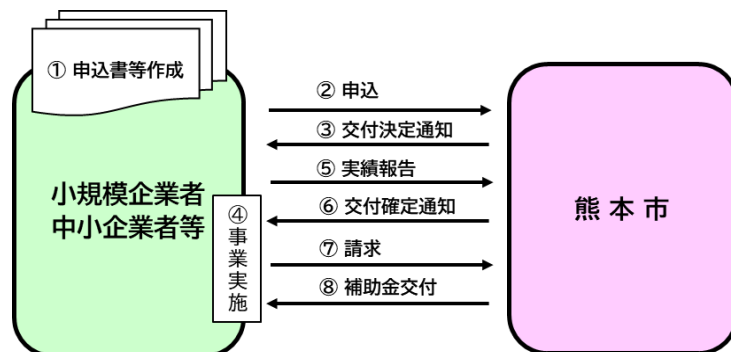 ① 申込書等作成
② 申込
③ 交付決定通知
小規模企業者
中小企業者等
④事業実施
⑤ 実績報告
⑥ 交付確定通知
⑦ 請求
⑧ 補助金交付
熊本市